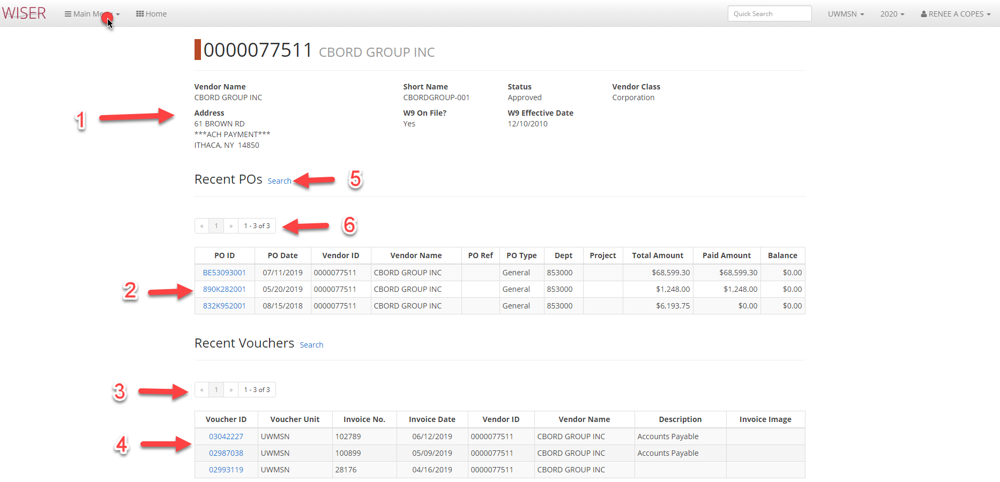 WISER Main Me Home Quick Search UWMSN 2020 RENEE A COPES
0000077511 CBORD GROUP INC
Vendor Name Short Name Status Vendor Class
CBORD GROUP INC CBORDGROUP-001 Approved Corporation
1
Address W9 On File? W9 Effective Date
61 BROWN RD Yes 12/10/2010
***ACH PAYMENT***
ITHACA, NY 14850
Recent POs Search 5
« 1 » 1 - 3 of 3 6
PO ID PO Date Vendor ID Vendor Name PO Ref PO Type Dept Project Total Amount Paid Amount Balance
BE53093001 07/11/2019 0000077511 CBORD GROUP INC General 853000 $68,599.30 $68,599.30 $0.00
2 890K282001 05/20/2019 0000077511 CBORD GROUP INC General 853000 $1,248.00 $1,248.00 $0.00
832K952001 08/15/2018 0000077511 CBORD GROUP INC General 853000 $6,193.75 $0.00 $0.00
Recent Vouchers Search
3 « 1 » 1 - 3 of 3
Voucher ID Voucher Unit Invoice No. Invoice Date Vendor ID Vendor Name Description Invoice Image
03042227 UWMSN 102789 06/12/2019 0000077511 CBORD GROUP INC Accounts Payable
4
02987038 UWMSN 100899 05/09/2019 0000077511 CBORD GROUP INC Accounts Payable
02993119 UWMSN 28176 04/16/2019 0000077511 CBORD GROUP INC